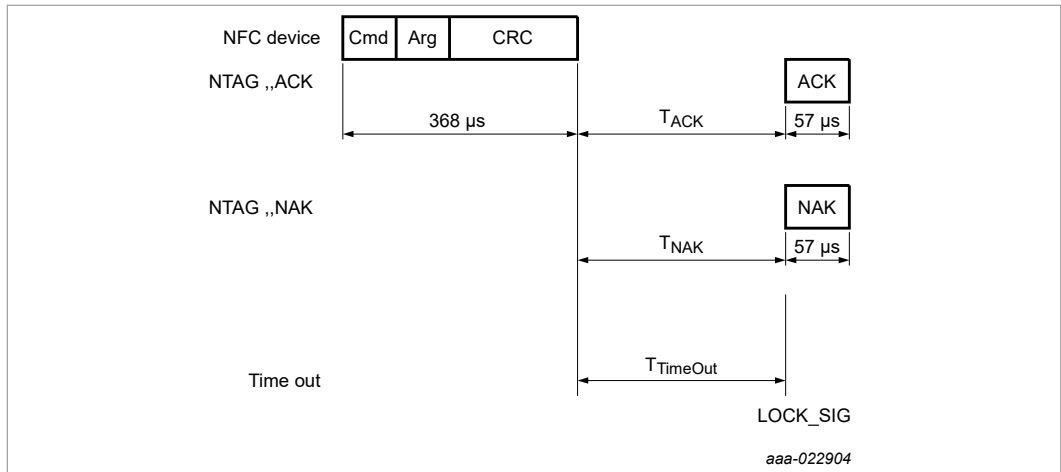 NFC device Cmd Arg CRC
NTAG ,,ACK ACK
368 µs TACK 57 µs
NTAG ,,NAK NAK
TNAK 57 µs
Time out TTimeOut
LOCK_SIG
aaa-022904